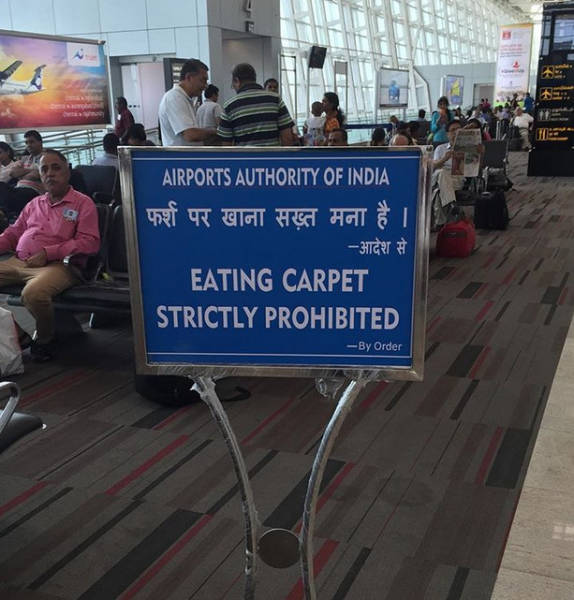 AIRPORTS AUTHORITY OF INDIA
फर्श पर खाना सख़्त मना है ।
—आदेश से
EATING CARPET
STRICTLY PROHIBITED
—By Order